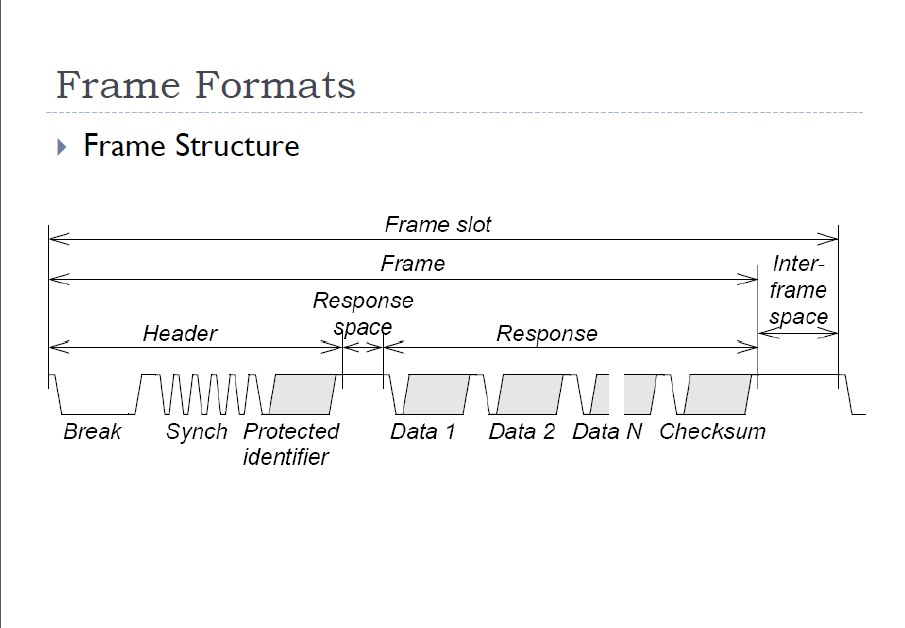 Frame Formats
Frame Structure
Frame slot
Frame
Inter-
frame
space
Response
space
Header
Response
Break
Synch
Protected
identifier
Data 1
Data 2
Data N
Checksum